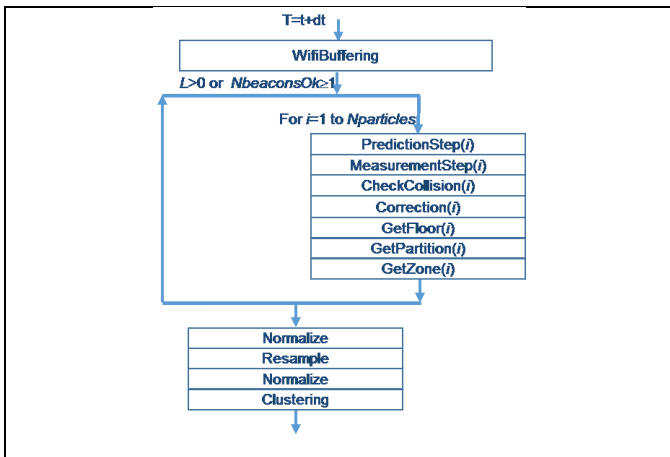 T=t+dt
WifiBuffering
L>0 or NbeaconsOk≥1
For i=1 to Nparticles
PredictionStep(i)
MeasurementStep(i)
CheckCollision(i)
Correction(i)
GetFloor(i)
GetPartition(i)
GetZone(i)
Normalize
Resample
Normalize
Clustering